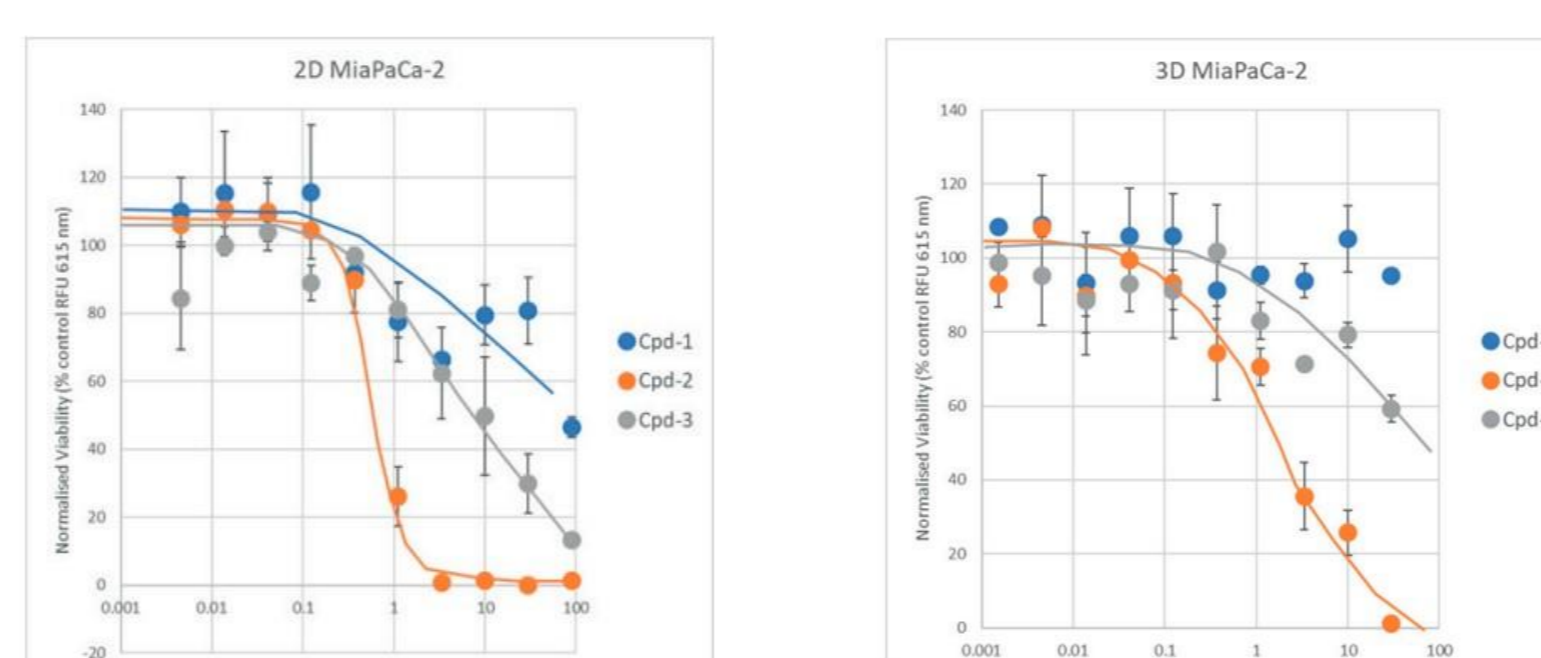 2D MiaPaCa-2
Normalised Viability (% control RFU 615 nm)
140
120
100
80
60
40
20
0
-20
0.001 0.01 0.1 1 10 100
Cpd-1
Cpd-2
Cpd-3
3D MiaPaCa-2
Normalised Viability (% control RFU 615 nm)
140
120
100
80
60
40
20
0
0.001 0.01 0.1 1 10 100
Cpd-
Cpd-
Cpd-